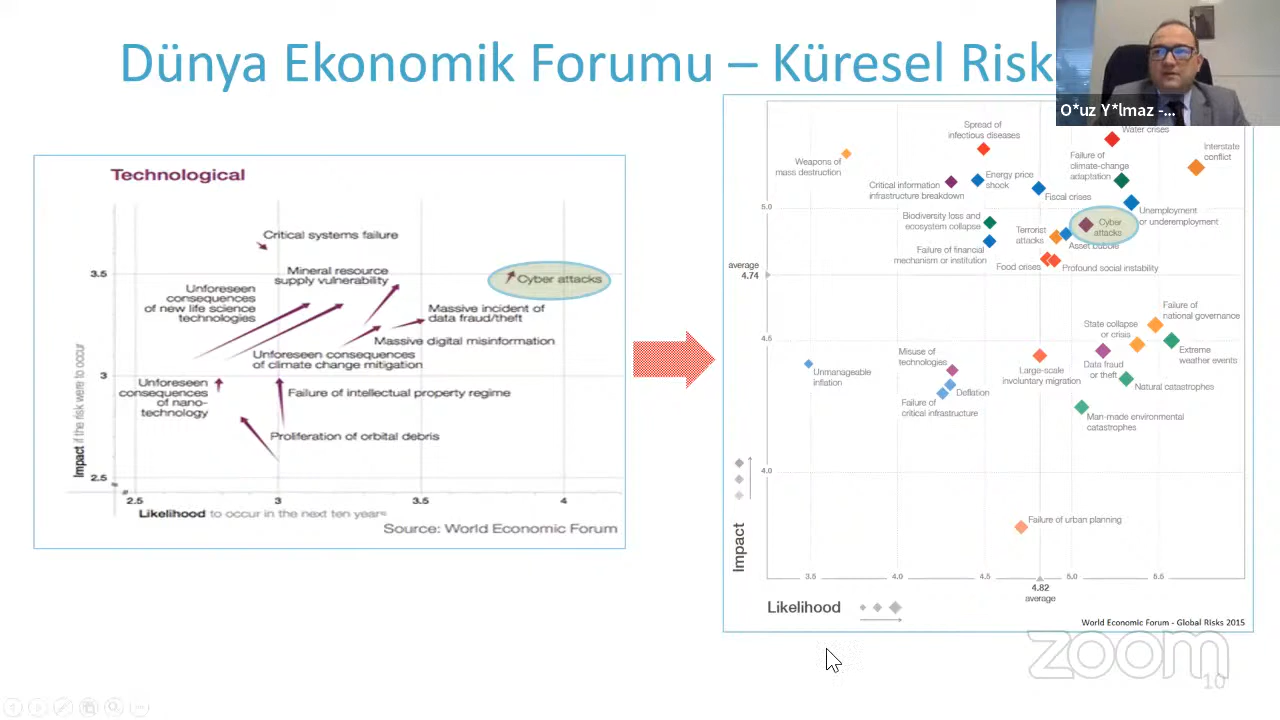 Dünya Ekonomik Forumu – Küresel Risk
O*uz Y*lmaz -...
Technological
Critical systems failure
Mineral resource
supply vulnerability
Cyber attacks
Unforeseen
consequences
of new life science
technologies
Massive incident of
data fraud/theft
Massive digital misinformation
Unforeseen consequences
of climate change mitigation
Unforeseen
consequences
of nano-
technology
Failure of intellectual property regime
Proliferation of orbital debris
Impact if the risk were to occur
3.5
3
2.5
2.5
3
3.5
4
Likelihood to occur in the next ten years
Source: World Economic Forum
Spread of
infectious diseases
Water crises
Interstate
conflict
Weapons of
mass destruction
Failure of
climate-change
adaptation
Energy price
shock
Critical information
infrastructure breakdown
Fiscal crises
5.0
Unemployment
or underemployment
Biodiversity loss and
ecosystem collapse
Cyber
attacks
Terrorist
attacks
Asset bubble
Failure of financial
mechanism or institution
Food crises
Profound social instability
average
4.74
Failure of
national governance
State collapse
or crisis
4.5
Extreme
weather events
Misuse of
technologies
Data fraud
or theft
Unmanageable
inflation
Large-scale
involuntary migration
Natural catastrophes
Deflation
Failure of
critical infrastructure
Man-made environmental
catastrophes
4.0
Failure of urban planning
Impact
3.5
4.0
4.5
5.0
5.5
4.82
average
Likelihood
World Economic Forum - Global Risks 2015
zoom
10